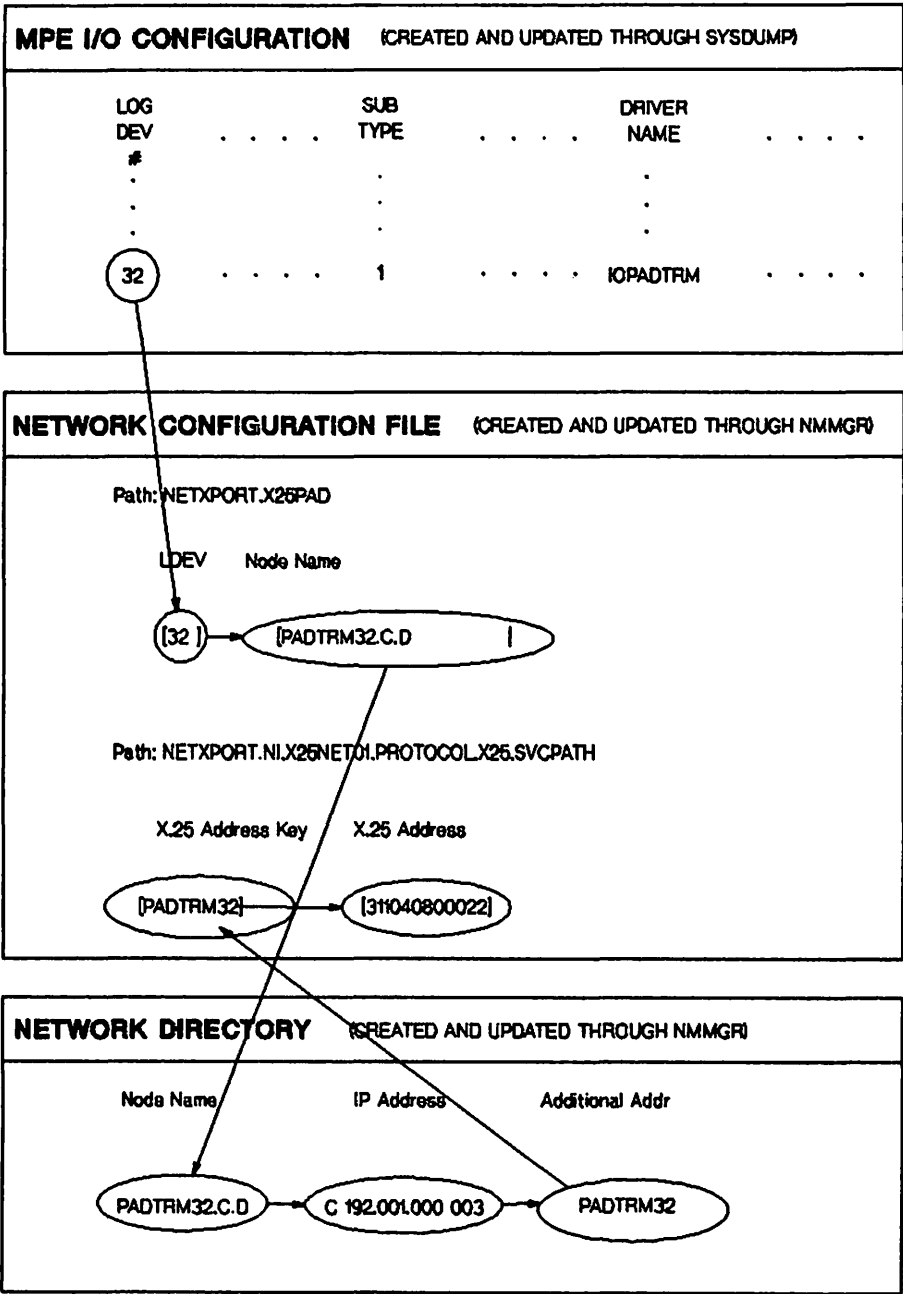 MPE I/O CONFIGURATION (CREATED AND UPDATED THROUGH SYSDUMP)
LOG DEV # . . . . SUB TYPE . . . . DRIVER NAME . . . .
. . .
. . .
. . .
32 . . . . 1 . . . . IOPADTRM . . . .
NETWORK CONFIGURATION FILE (CREATED AND UPDATED THROUGH NMMGR)
Path: NETXPORT.X25PAD
LDEV Node Name
[32 ] [PADTRM32.C.D ]
Path: NETXPORT.NI.X25NET01.PROTOCOL.X25.SVCPATH
X.25 Address Key X.25 Address
[PADTRM32] [311040800022]
NETWORK DIRECTORY (CREATED AND UPDATED THROUGH NMMGR)
Node Name IP Address Additional Addr
PADTRM32.C.D C 192.001.000 003 PADTRM32